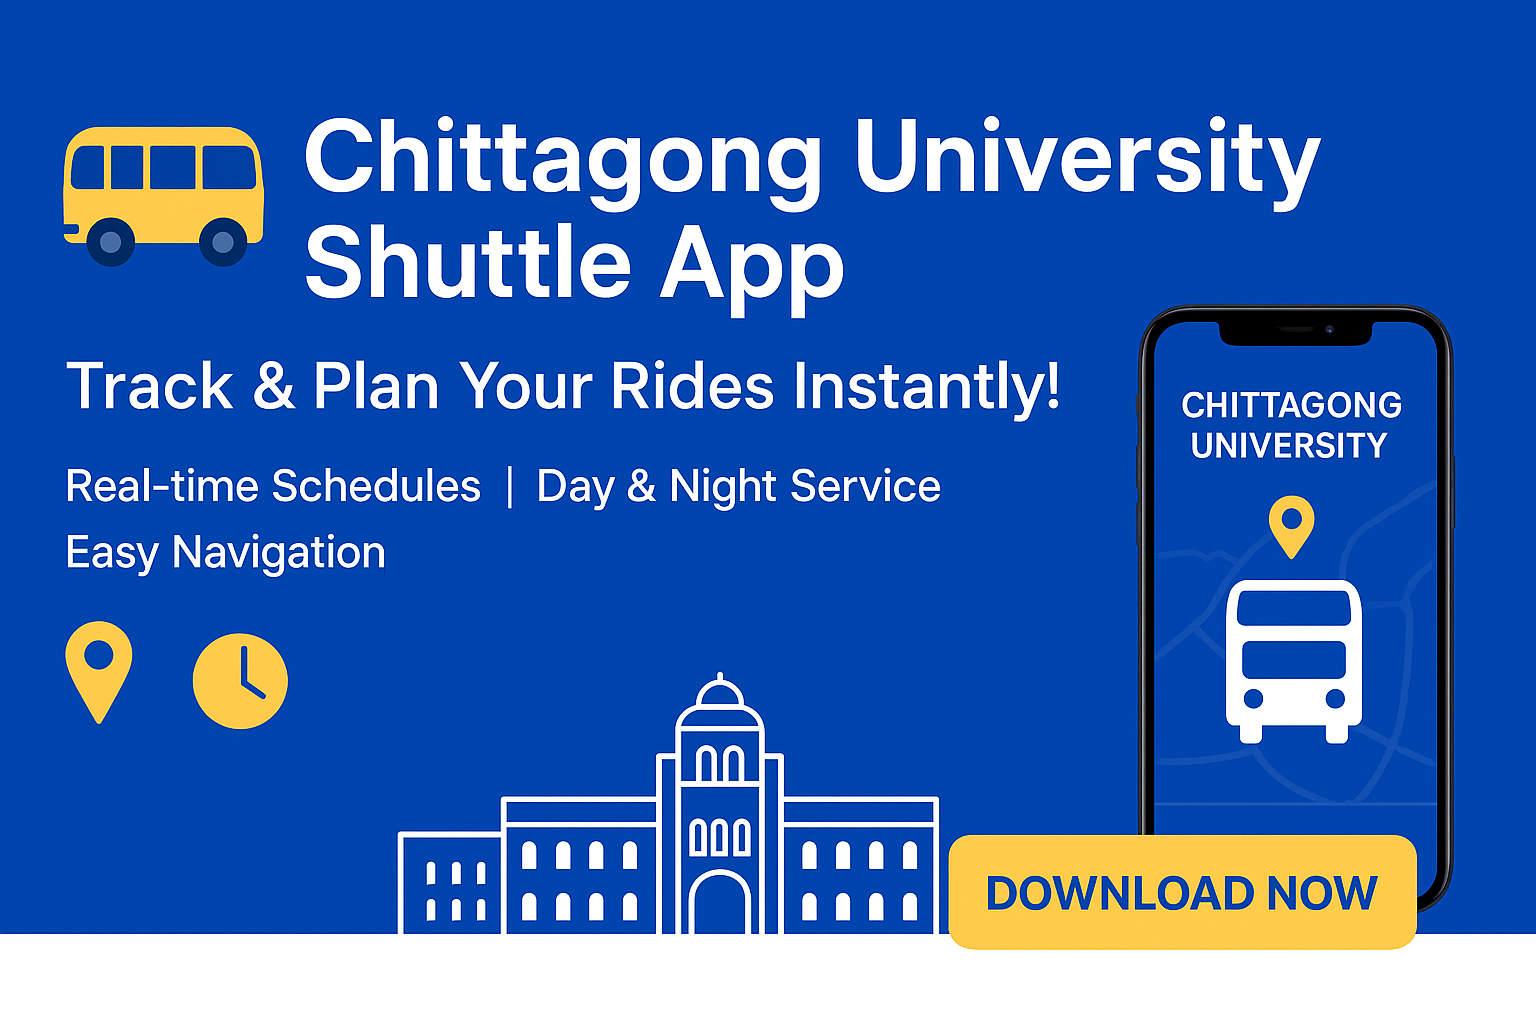 Chittagong University
Shuttle App
Track & Plan Your Rides Instantly!
Real-time Schedules | Day & Night Service
Easy Navigation
CHITTAGONG
UNIVERSITY
DOWNLOAD NOW